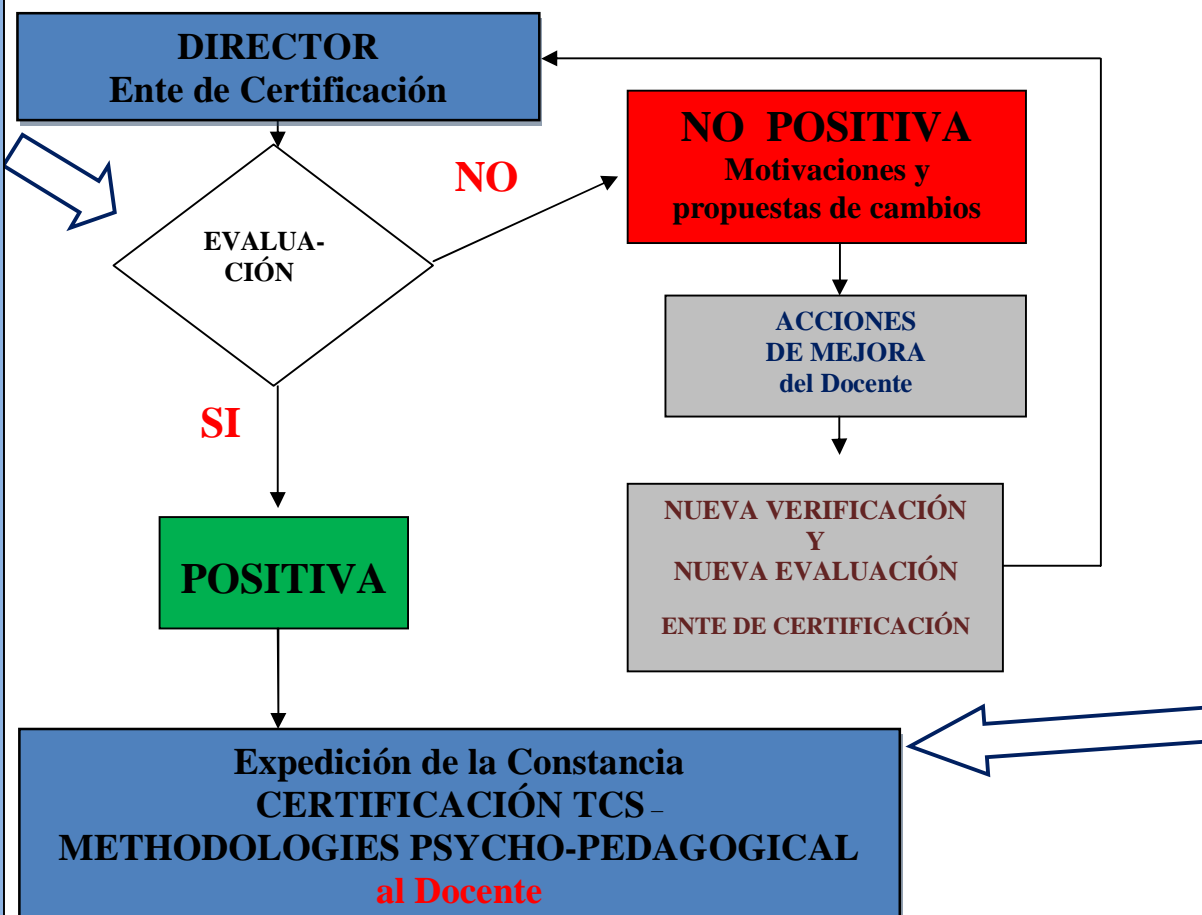 DIRECTOR
Ente de Certificación
NO POSITIVA
Motivaciones y
propuestas de cambios
NO
EVALUA-
CIÓN
ACCIONES
DE MEJORA
del Docente
SI
NUEVA VERIFICACIÓN
Y
NUEVA EVALUACIÓN
ENTE DE CERTIFICACIÓN
POSITIVA
Expedición de la Constancia
CERTIFICACIÓN TCS –
METHODOLOGIES PSYCHO-PEDAGOGICAL
al Docente